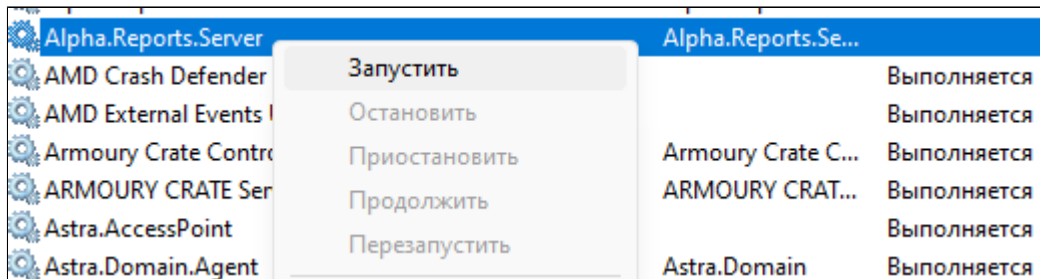 Alpha.Reports.Server Alpha.Reports.Se...
Запустить
AMD Crash Defender Выполняется
AMD External Events Выполняется
Остановить
Armoury Crate Contro Armoury Crate C... Выполняется
Приостановить
ARMOURY CRATE Ser ARMOURY CRAT... Выполняется
Продолжить
Astra.AccessPoint Выполняется
Перезапустить
Astra.Domain.Agent Astra.Domain Выполняется